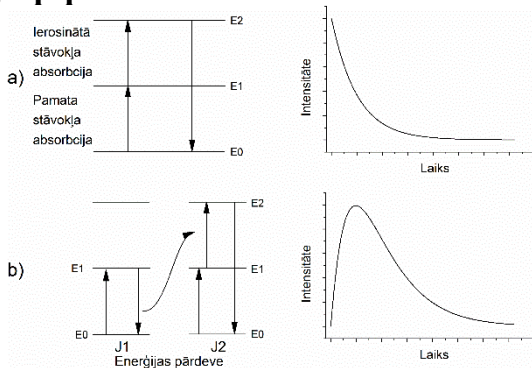 a)
Ierosinātā
stāvokļa
absorbcija
Pamata
stāvokļa
absorbcija
E2
E1
E0
Intensitāte
Laiks
b)
E1
E0
J1
E2
E1
E0
J2
Enerģijas pārdeve
Intensitāte
Laiks